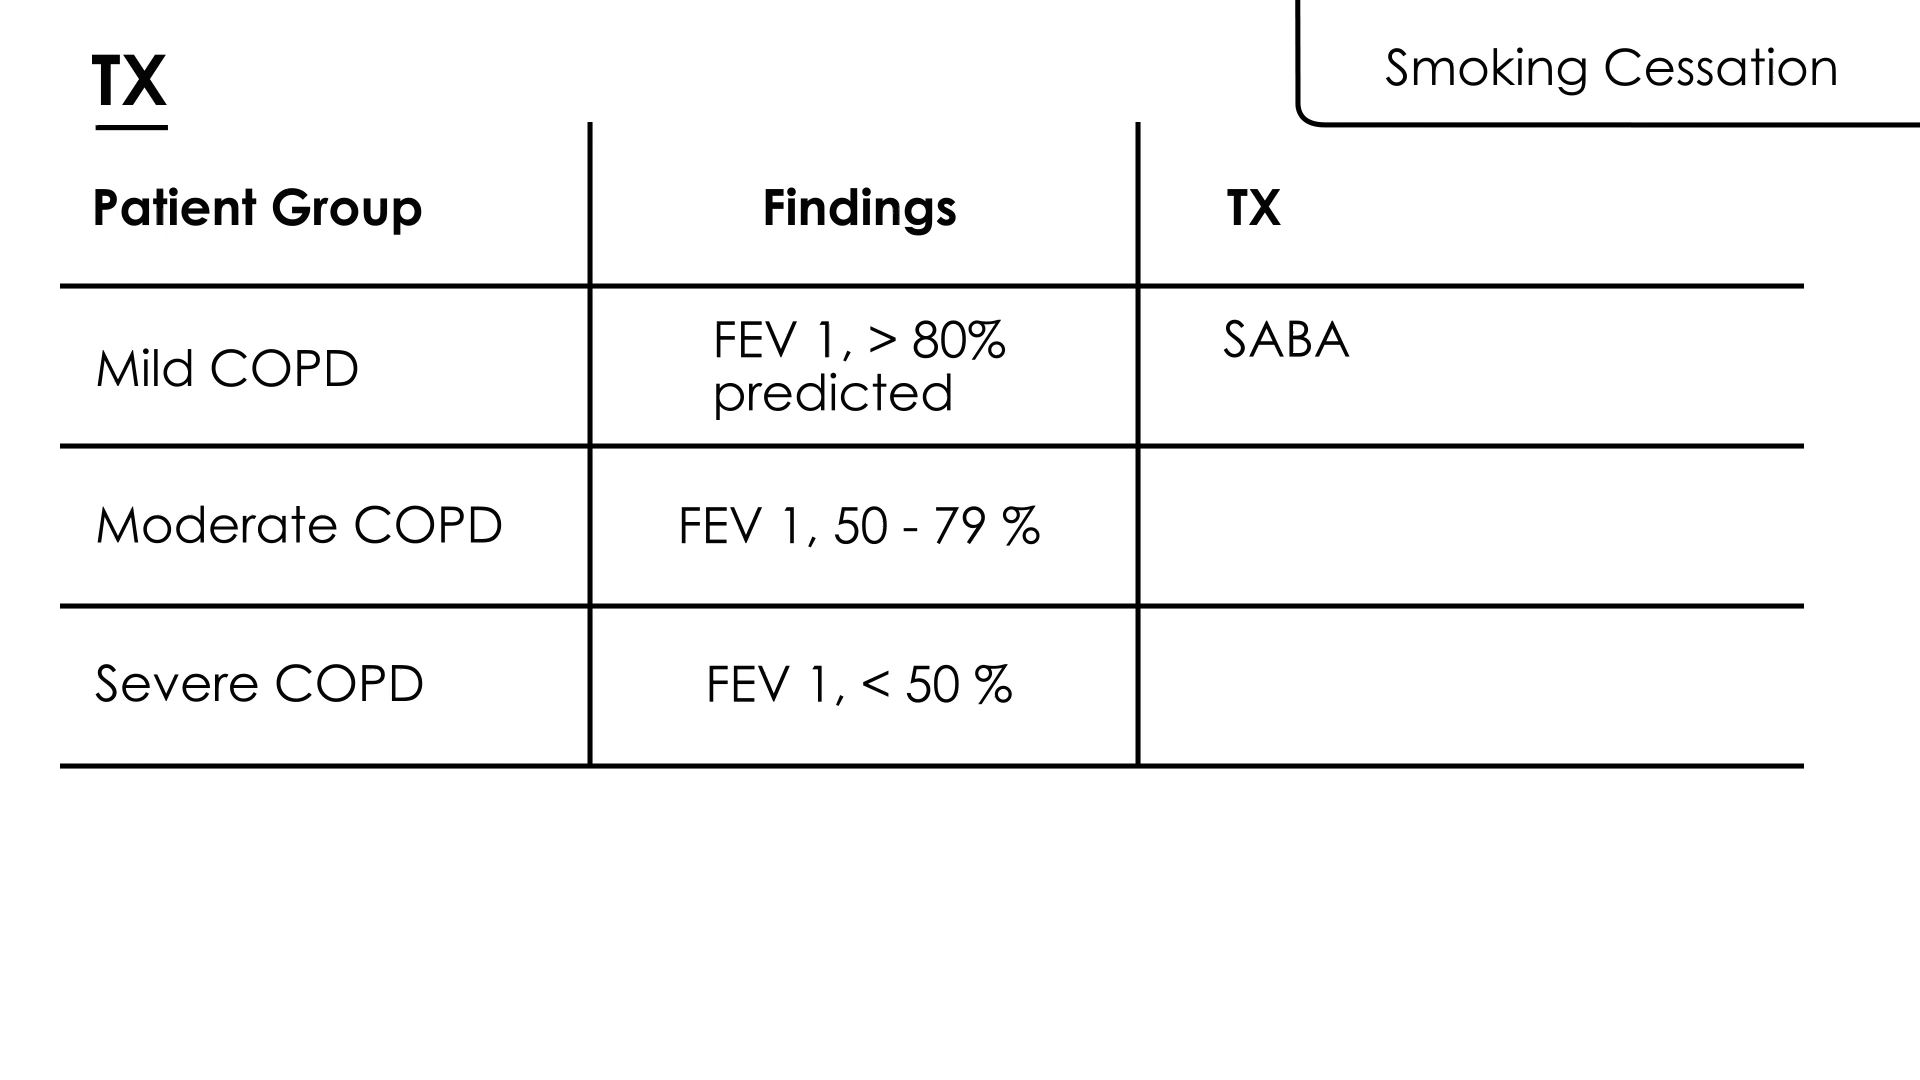 TX
Smoking Cessation
Patient Group
Findings
TX
Mild COPD
FEV 1, > 80%
predicted
SABA
Moderate COPD
FEV 1, 50 - 79 %
Severe COPD
FEV 1, < 50 %